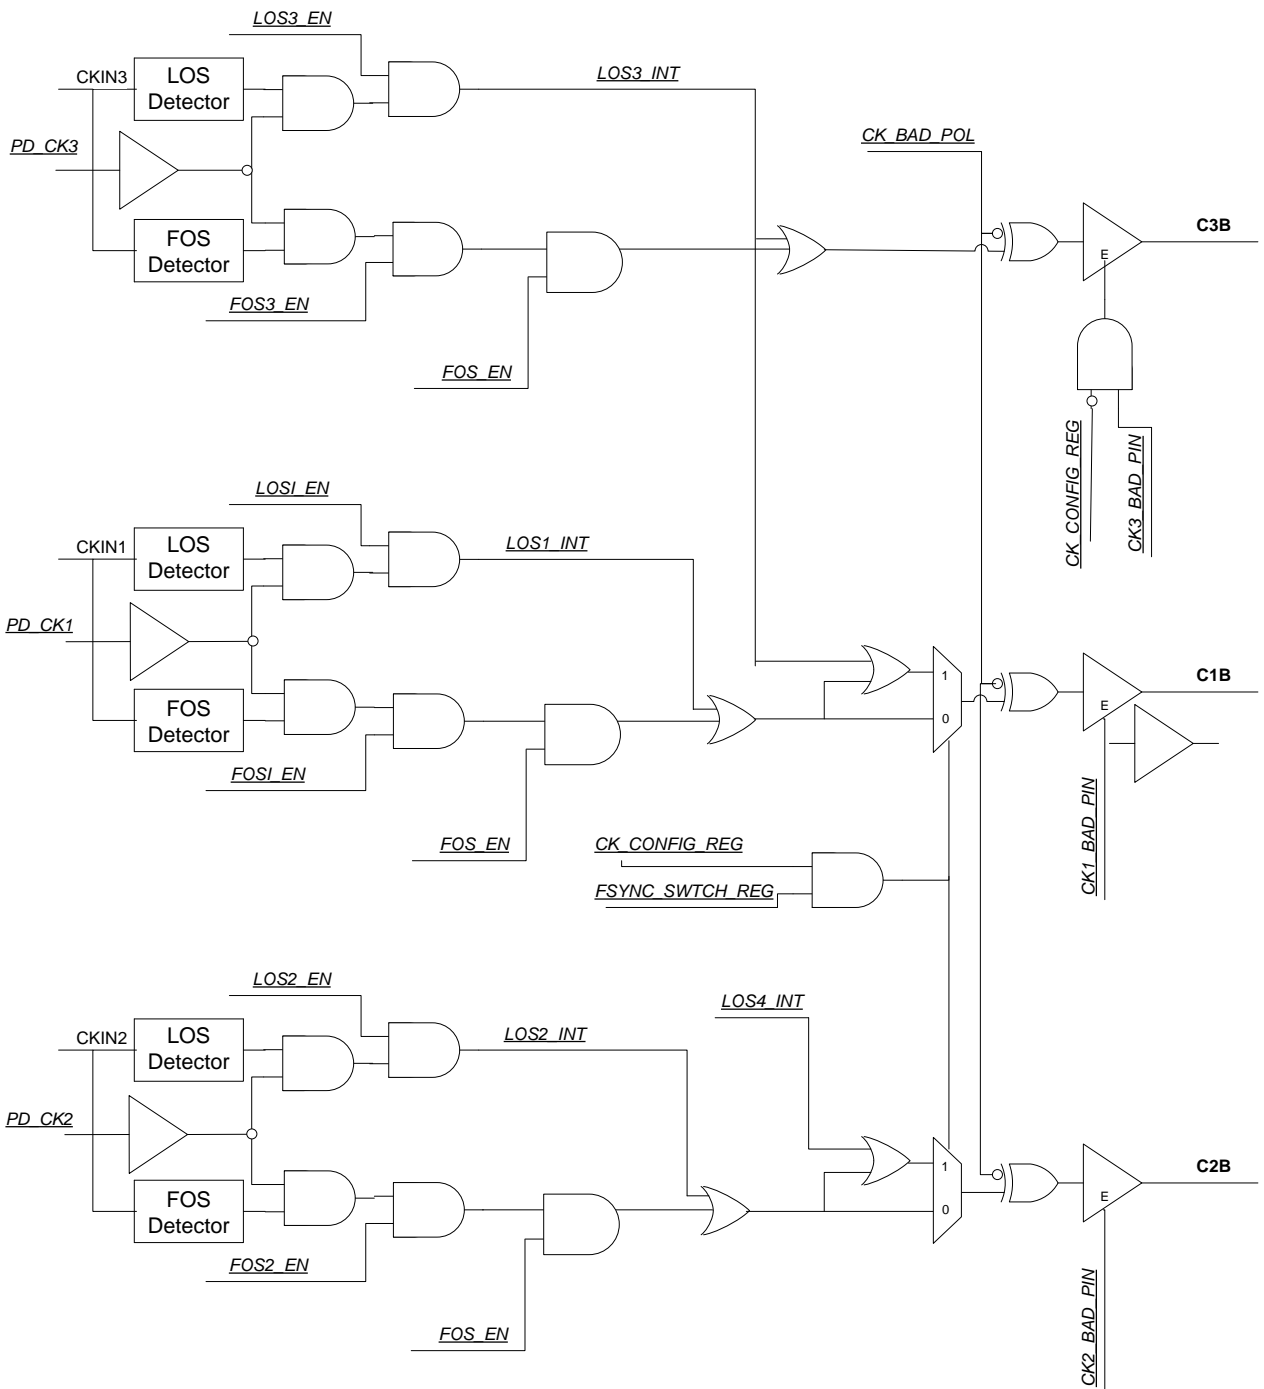 LOS3_EN
CKIN3
LOS
Detector
LOS3_INT
PD_CK3
CK_BAD_POL
FOS
Detector
C3B
E
FOS3_EN
FOS_EN
CK_CONFIG_REG
CK3_BAD_PIN
LOSI_EN
CKIN1
LOS
Detector
LOS1_INT
PD_CK1
FOS
Detector
1
0
C1B
E
FOSI_EN
FOS_EN
CK_CONFIG_REG
FSYNC_SWTCH_REG
CK1_BAD_PIN
LOS2_EN
CKIN2
LOS
Detector
LOS2_INT
LOS4_INT
PD_CK2
FOS
Detector
1
0
C2B
E
FOS2_EN
FOS_EN
CK2_BAD_PIN